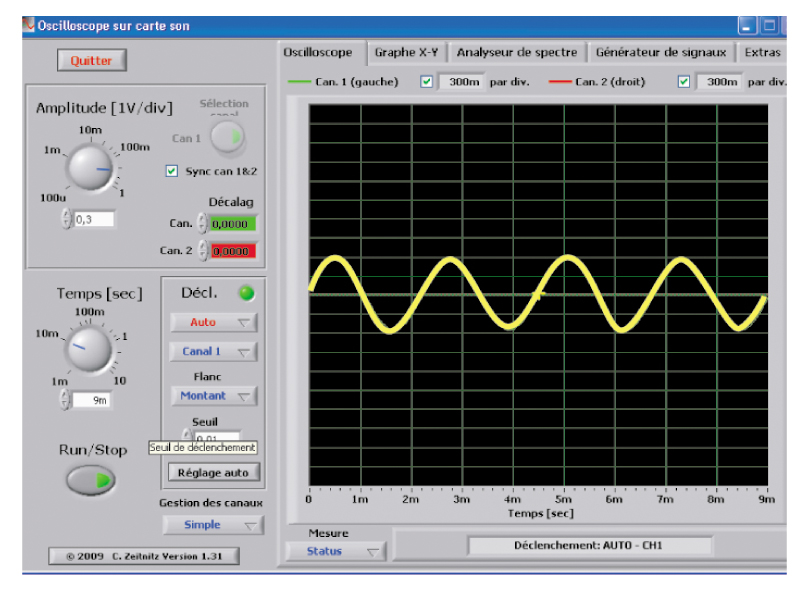 Oscilloscope sur carte son
Quitter
Amplitude [1V/div]
Sélection
10m
1m
100m
100u
1
0,3
Can 1
Sync can 1&2
Décalag
Can.
0,0000
Can. 2
0,0000
Temps [sec]
100m
10m
1
1m
10
9m
Run/Stop
Décl.
Auto
Canal 1
Flanc
Montant
Seuil
0,01
Seuil de déclenchement
Réglage auto
Gestion des canaux
Simple
© 2009 C. Zeitnitz Version 1.31
Oscilloscope Graphe X-Y Analyseur de spectre Générateur de signaux Extras
Can. 1 (gauche) 300m par div. Can. 2 (droit) 300m par div.
0 1m 2m 3m 4m 5m 6m 7m 8m 9m
Temps [sec]
Mesure
Status
Déclenchement: AUTO - CH1